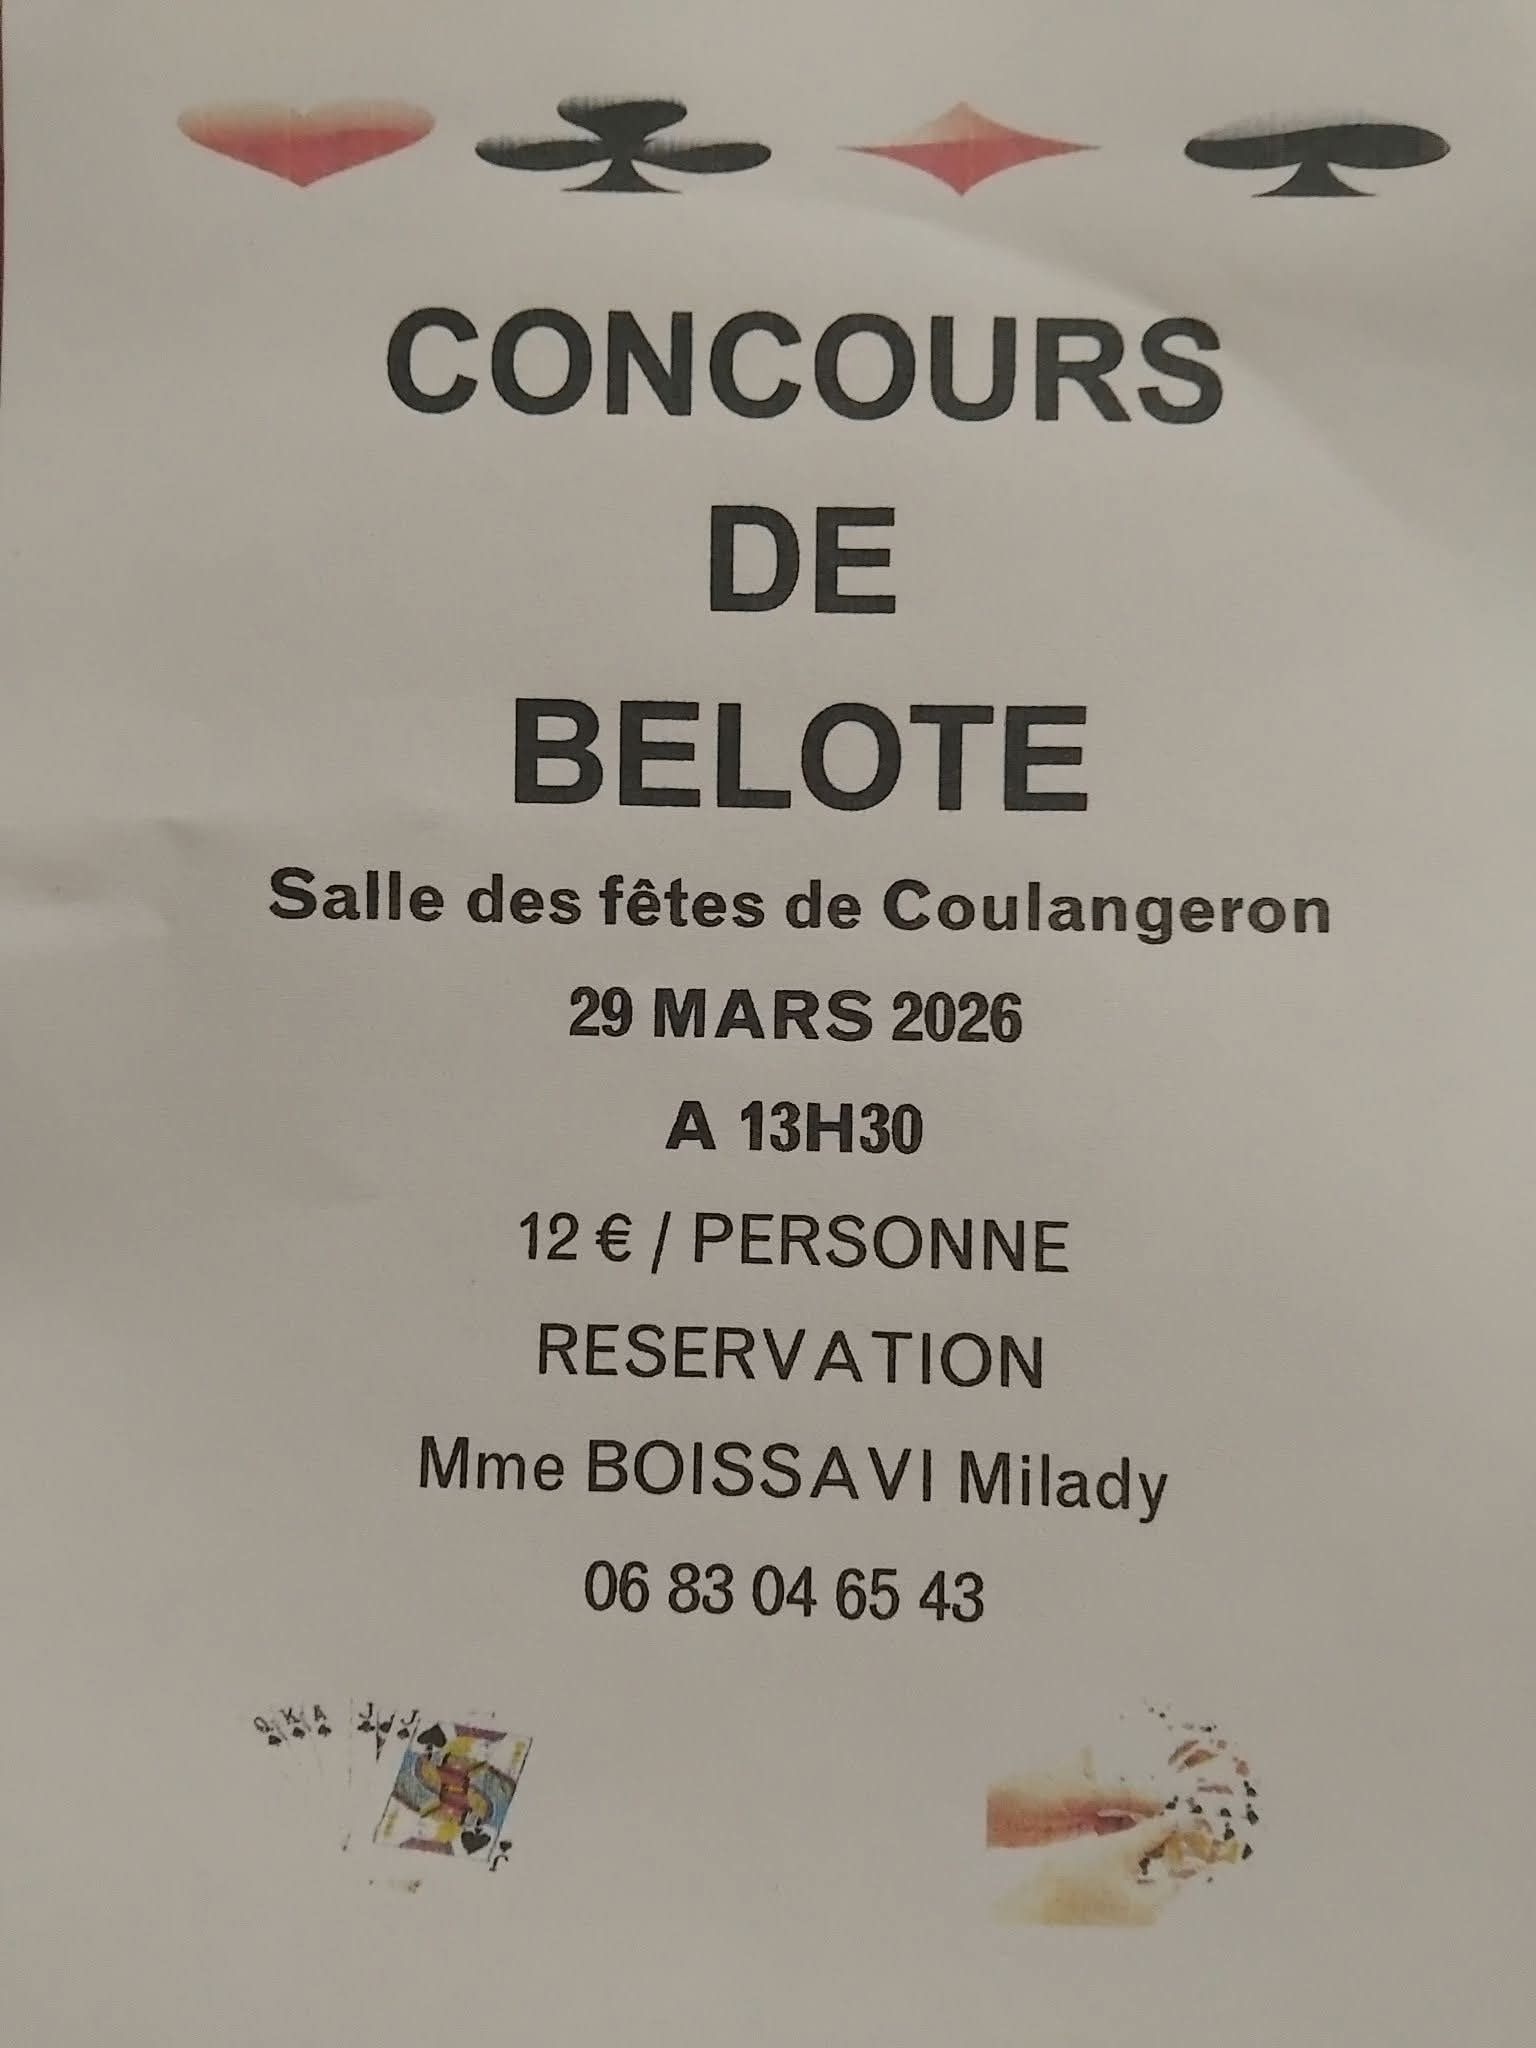 CONCOURS
DE
BELOTE
Salle des fêtes de Coulangeron
29 MARS 2026
A 13H30
12 € / PERSONNE
RESERVATION
Mme BOISSAVI Milady
06 83 04 65 43
Q K A J J J